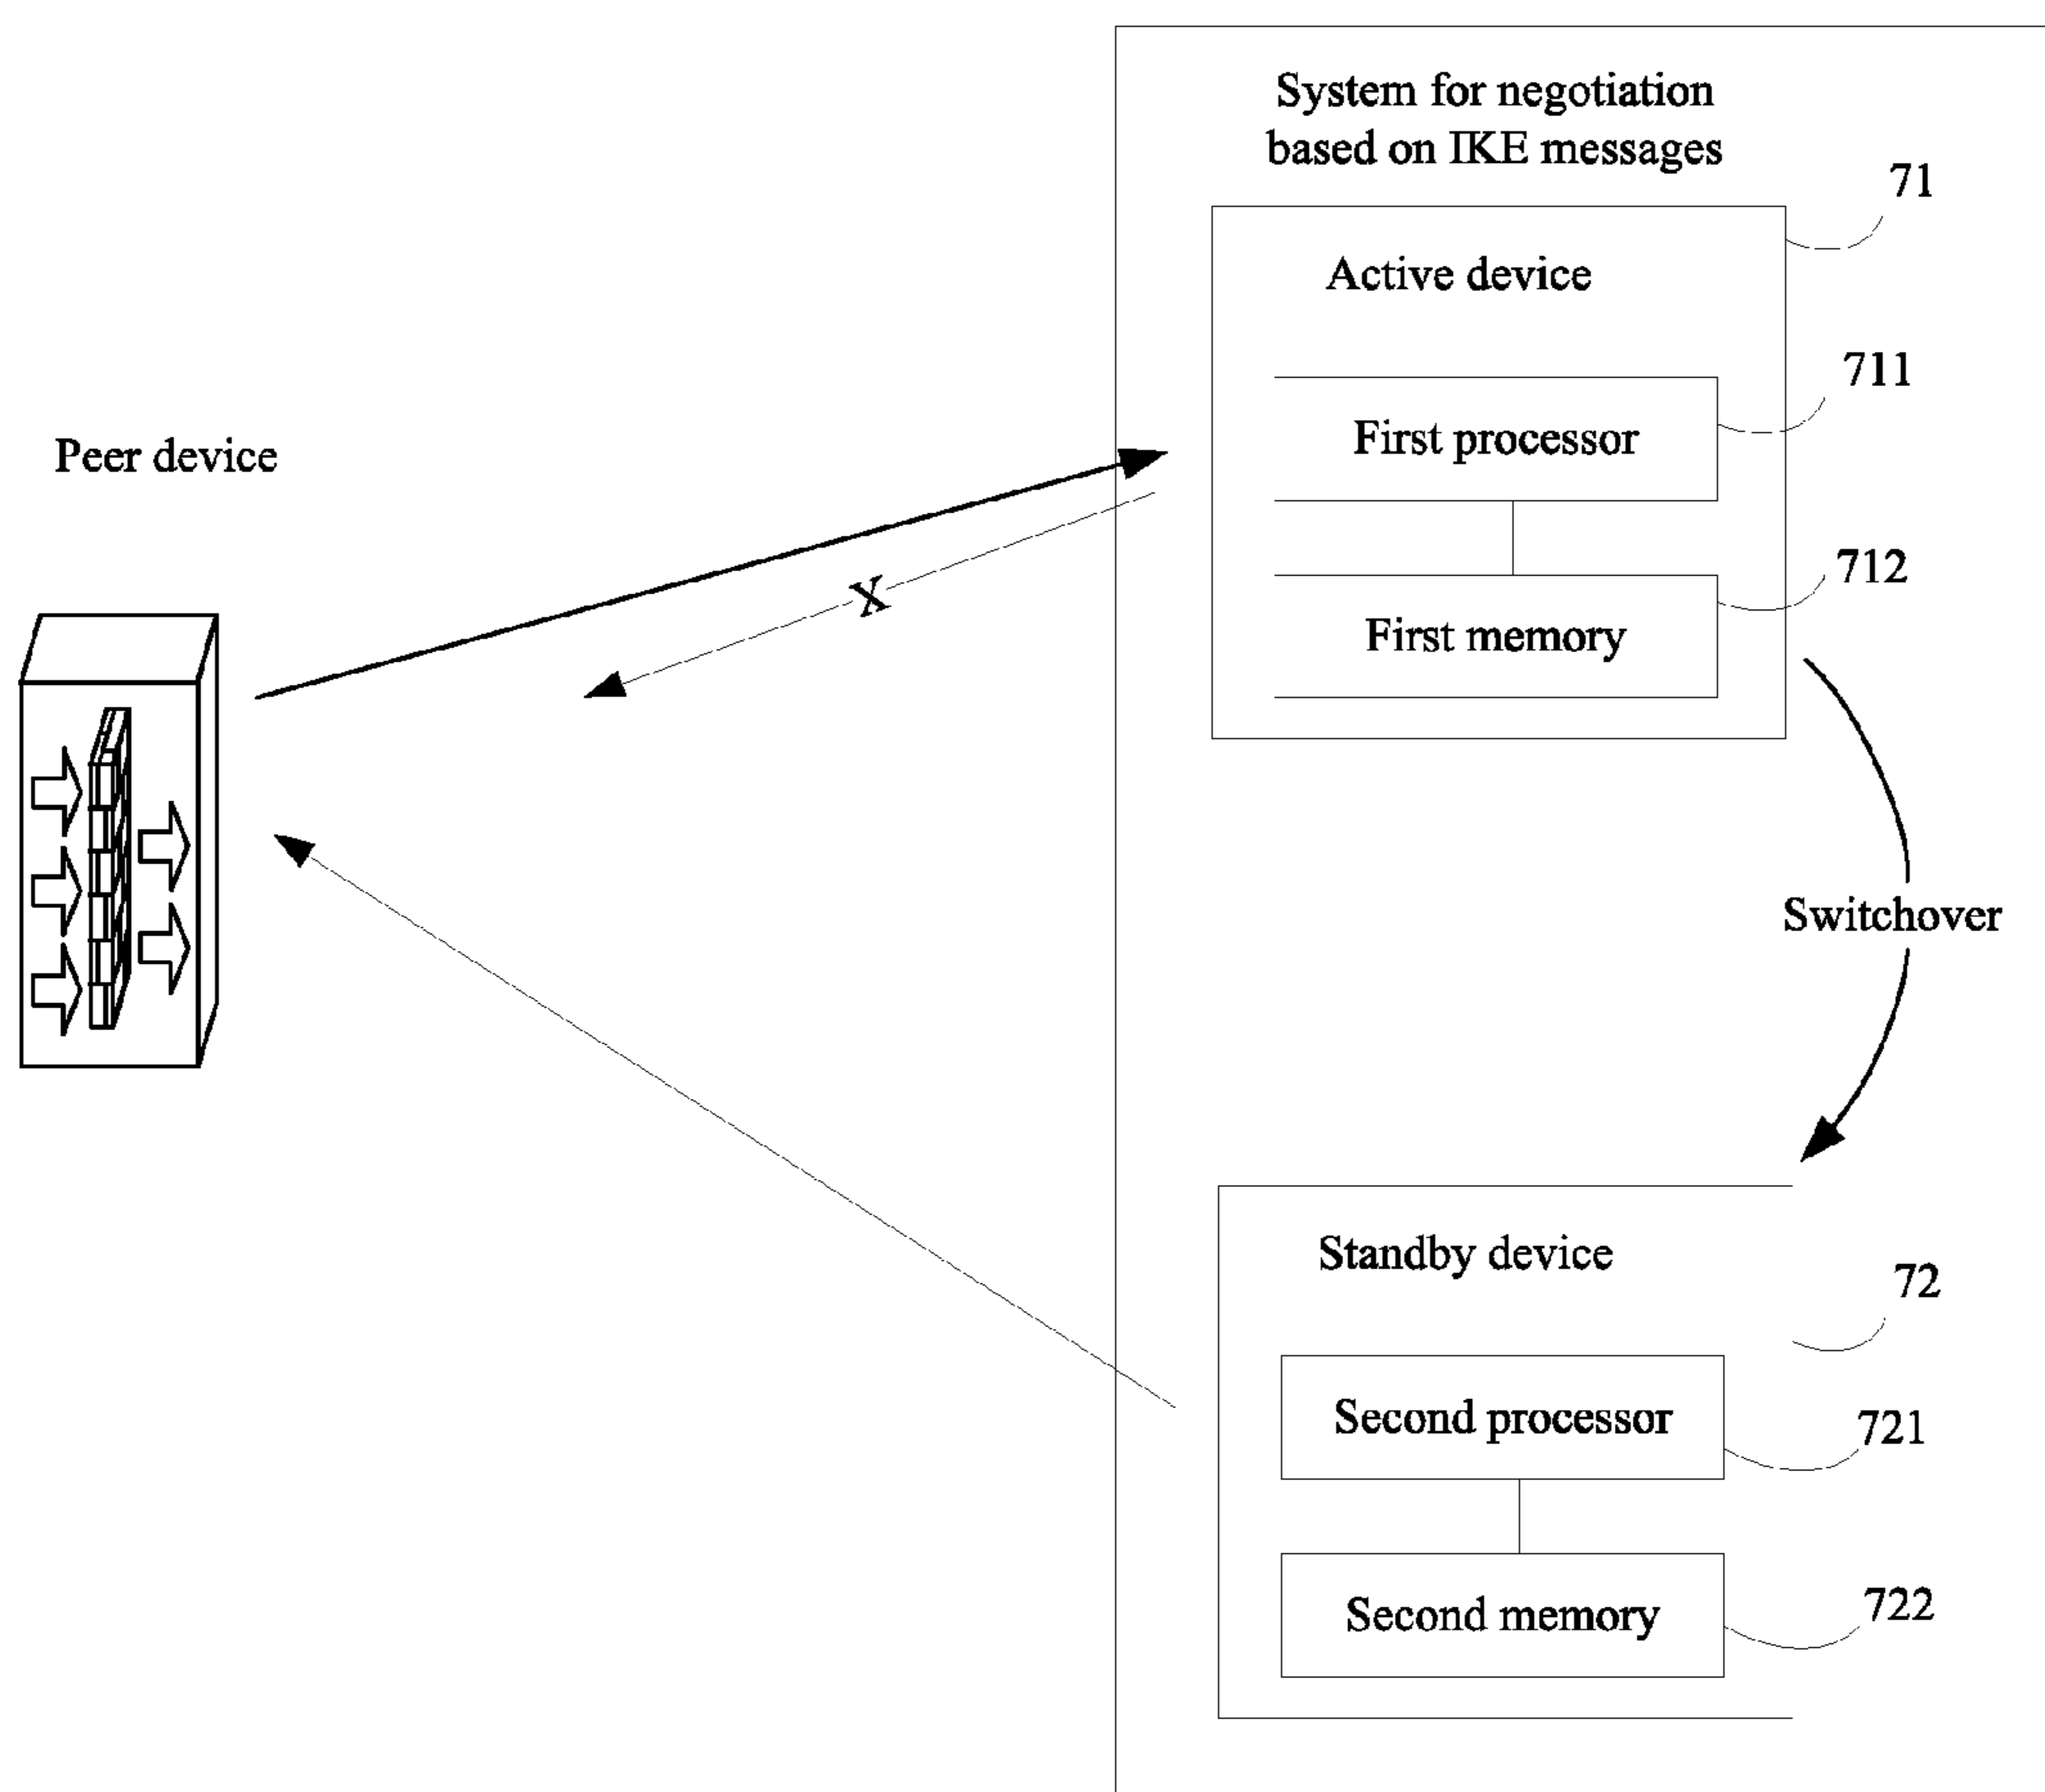 System for negotiation
based on IKE messages
71
Active device
711
First processor
Peer device
712
X
First memory
Switchover
Standby device
72
Second processor
721
Second memory
722